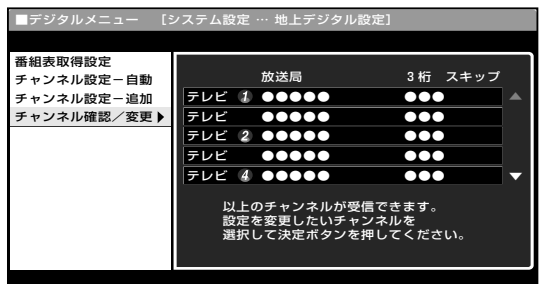 ■デジタルメニュー [システム設定 … 地上デジタル設定]
番組表取得設定
チャンネル設定－自動
チャンネル設定－追加
チャンネル確認／変更▶
放送局 3桁 スキップ
テレビ 1 ●●●●● ●●●
テレビ ●●●●● ●●●
テレビ 2 ●●●●● ●●●
テレビ ●●●●● ●●●
テレビ 4 ●●●●● ●●●
以上のチャンネルが受信できます。
設定を変更したいチャンネルを
選択して決定ボタンを押してください。